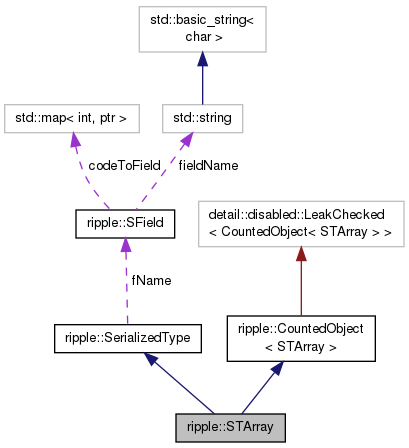 std::basic_string<
char >
std::map< int, ptr >
std::string
codeToField
fieldName
ripple::SField
detail::disabled::LeakChecked
< CountedObject< STArray > >
fName
ripple::SerializedType
ripple::CountedObject
< STArray >
ripple::STArray